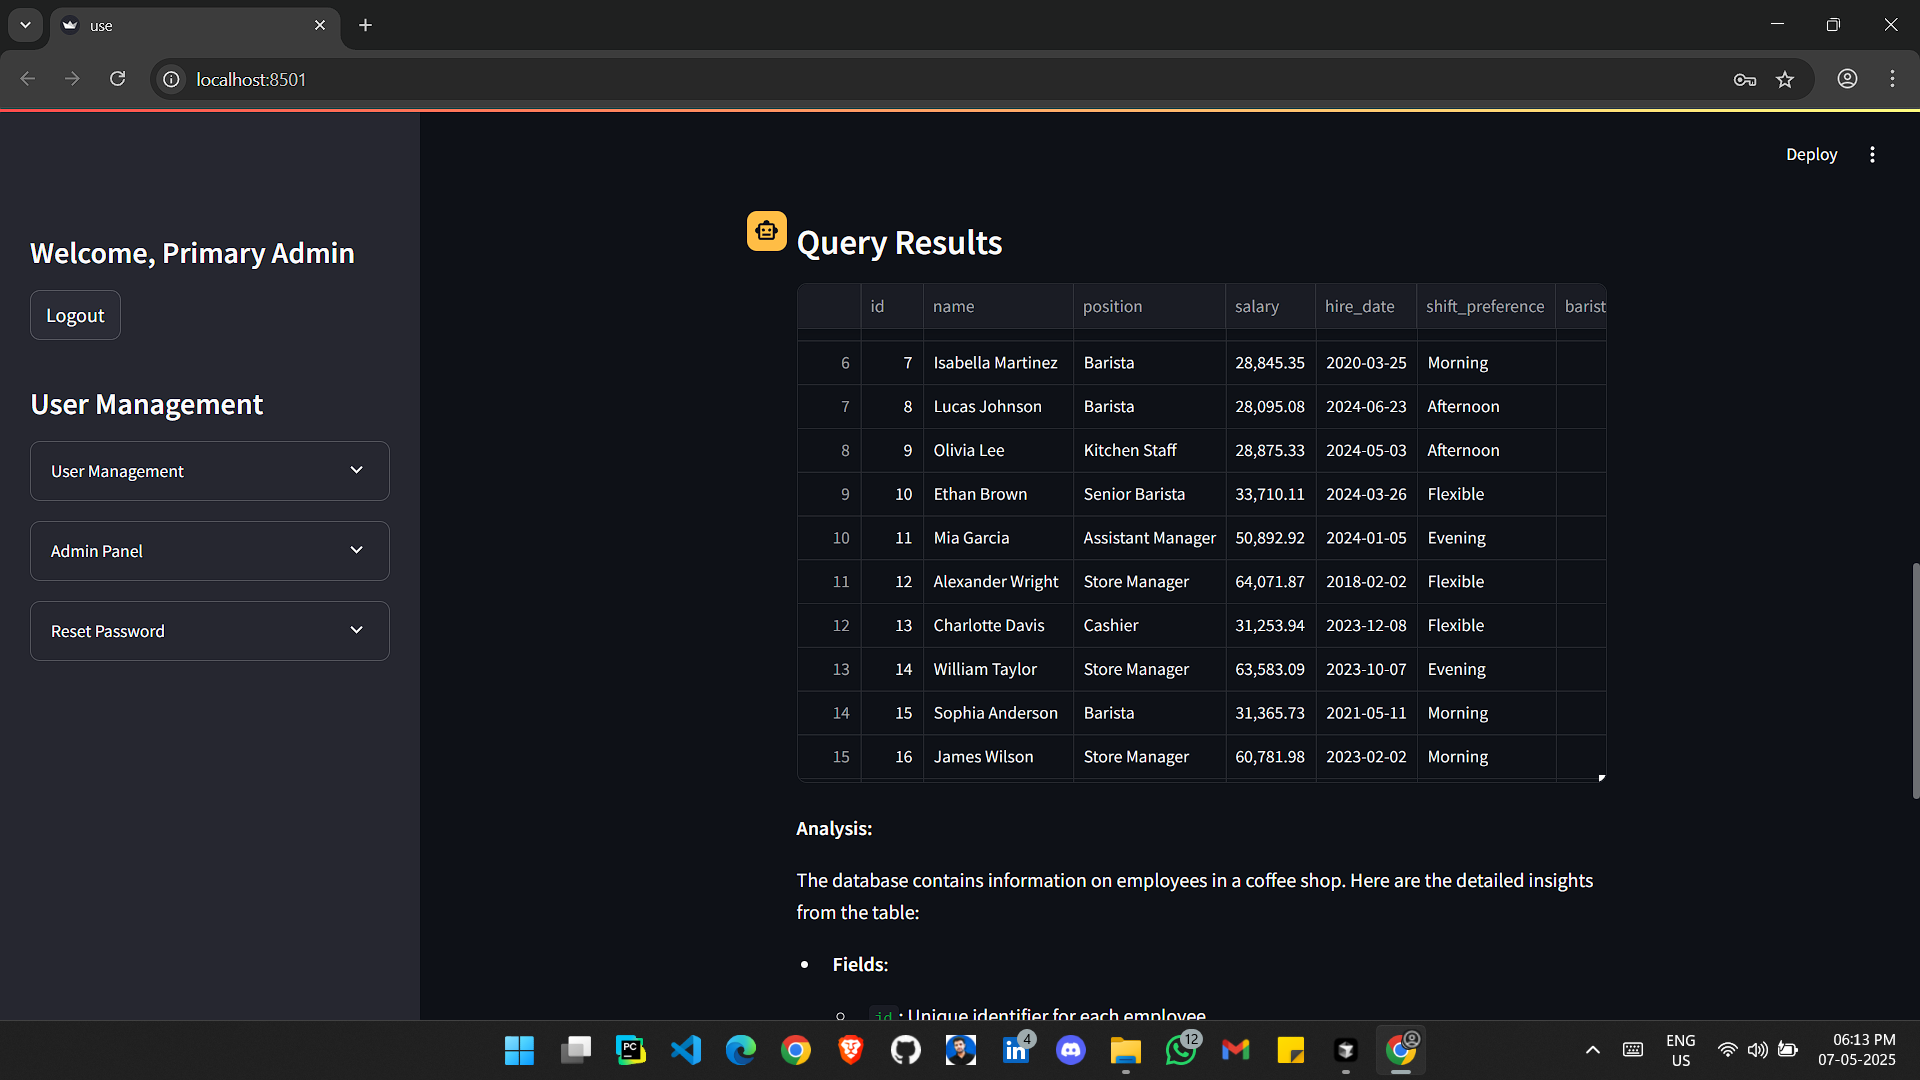 use
localhost:8501
Deploy
Welcome, Primary Admin
Logout
User Management
User Management
Admin Panel
Reset Password
Query Results
id name position salary hire_date shift_preference barist
6 7 Isabella Martinez Barista 28,845.35 2020-03-25 Morning
7 8 Lucas Johnson Barista 28,095.08 2024-06-23 Afternoon
8 9 Olivia Lee Kitchen Staff 28,875.33 2024-05-03 Afternoon
9 10 Ethan Brown Senior Barista 33,710.11 2024-03-26 Flexible
10 11 Mia Garcia Assistant Manager 50,892.92 2024-01-05 Evening
11 12 Alexander Wright Store Manager 64,071.87 2018-02-02 Flexible
12 13 Charlotte Davis Cashier 31,253.94 2023-12-08 Flexible
13 14 William Taylor Store Manager 63,583.09 2023-10-07 Evening
14 15 Sophia Anderson Barista 31,365.73 2021-05-11 Morning
15 16 James Wilson Store Manager 60,781.98 2023-02-02 Morning
Analysis:
The database contains information on employees in a coffee shop. Here are the detailed insights
from the table:
Fields:
id : Unique identifier for each employee
PC
in 4
12
ENG
US
06:13 PM
07-05-2025